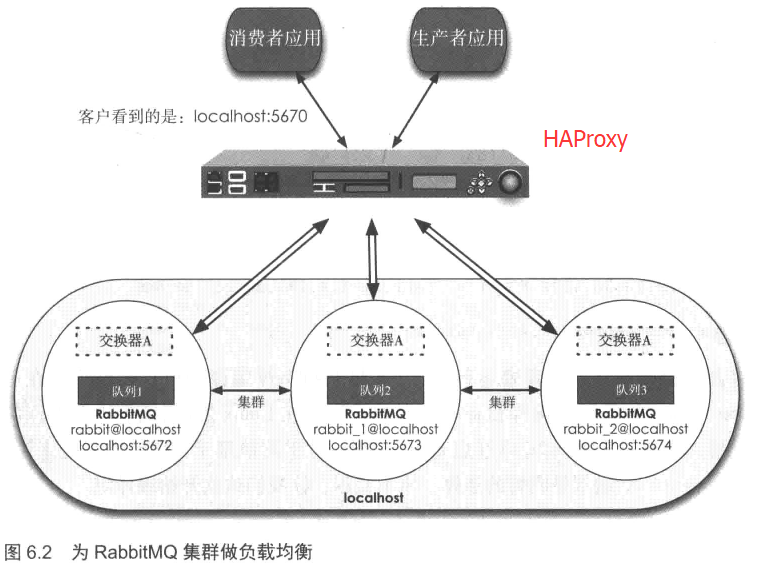 消费者应用
生产者应用
客户看到的是：localhost:5670
HAProxy
交换器A
交换器A
交换器A
队列1
队列2
队列3
RabbitMQ
rabbit@localhost
localhost:5672
集群
RabbitMQ
rabbit_1@localhost
localhost:5673
集群
RabbitMQ
rabbit_2@localhost
localhost:5674
localhost
图 6.2 为 RabbitMQ 集群做负载均衡